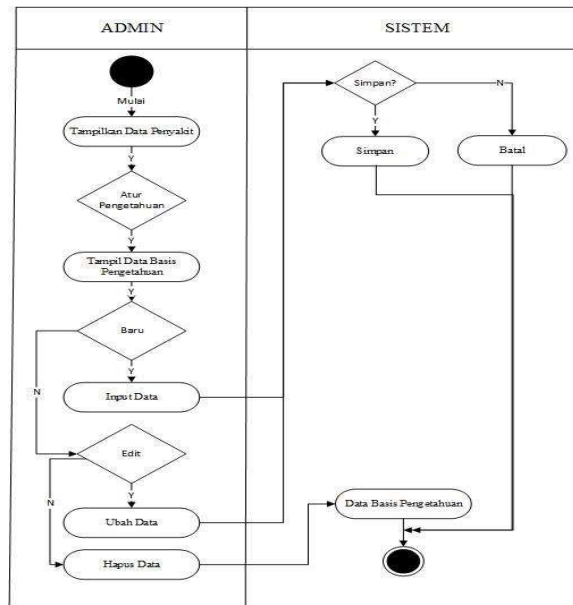 ADMIN
SISTEM
Mulai
Tampilkan Data Penyakit
Y
Atur
Pengetahuan
Y
Tampil Data Basis
Pengetahuan
Y
Baru
N
Y
Input Data
Edit
N
Y
Ubah Data
Hapus Data
Simpan?
N
Y
Simpan
Batal
Data Basis Pengetahuan